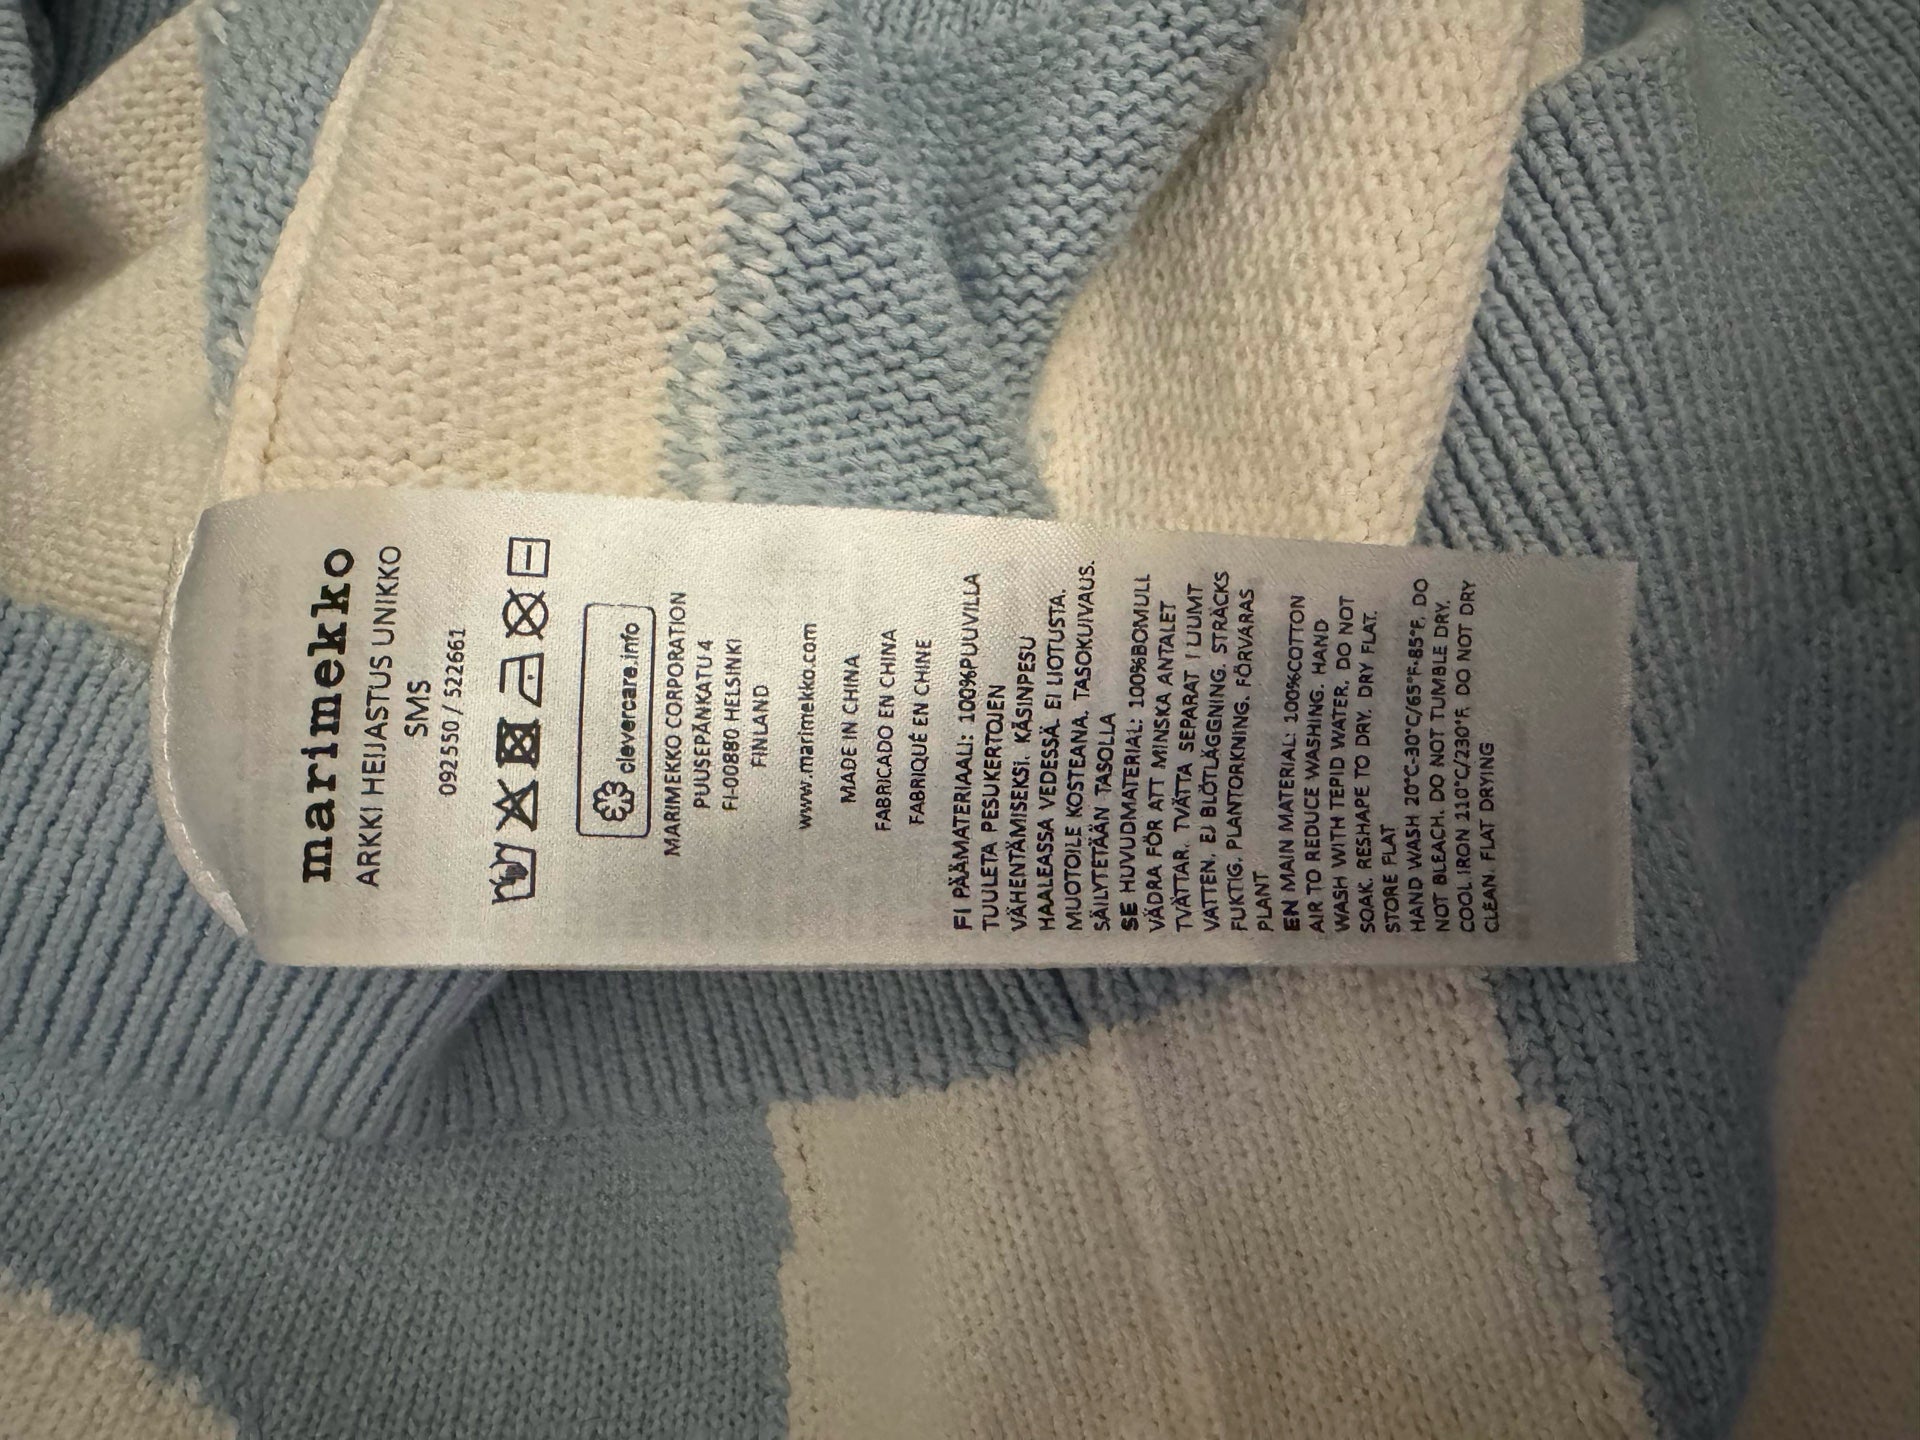 marimekko
ARKKI HEIJASTUS UNIKKO
SMS
092550 / 522661
clevercare.info
MARIMEKKO CORPORATION
PUUSEPÄNKATU 4
FI-00880 HELSINKI
FINLAND
www.marimekko.com
MADE IN CHINA
FABRICADO EN CHINA
FABRIQUÉ EN CHINE
FI PÄÄMATERIAALI: 100%PUUVILLA
TUULETA PESUKERTOJEN
VÄHENTÄMISEKSI. KÄSINPESU
HAALEASSA VEDESSÄ. EI LIOTUSTA.
MUOTOILE KOSTEANA. TASOKUIVAUS.
SÄILYTETÄÄN TASOLLA
SE HUVUDMATERIAL: 100%BOMULL
VÄDRA FÖR ATT MINSKA ANTALET
TVÄTTAR. TVÄTTA SEPARAT I LJUMT
VATTEN. EJ BLÖTLÄGGNING. STRÄCKS
FUKTIG. PLANTORKNING. FÖRVARAS
PLANT
EN MAIN MATERIAL: 100%COTTON
AIR TO REDUCE WASHING. HAND
WASH WITH TEPID WATER. DO NOT
SOAK. RESHAPE TO DRY. DRY FLAT.
STORE FLAT
HAND WASH 20°C-30°C/65°F-85°F. DO
NOT BLEACH. DO NOT TUMBLE DRY.
COOL IRON 110°C/230°F. DO NOT DRY
CLEAN. FLAT DRYING